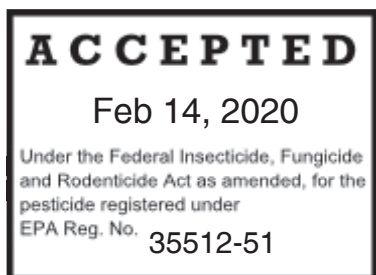 ACCEPTED
Feb 14, 2020
Under the Federal Insecticide, Fungicide
and Rodenticide Act as amended, for the
pesticide registered under
EPA Reg. No. 35512-51